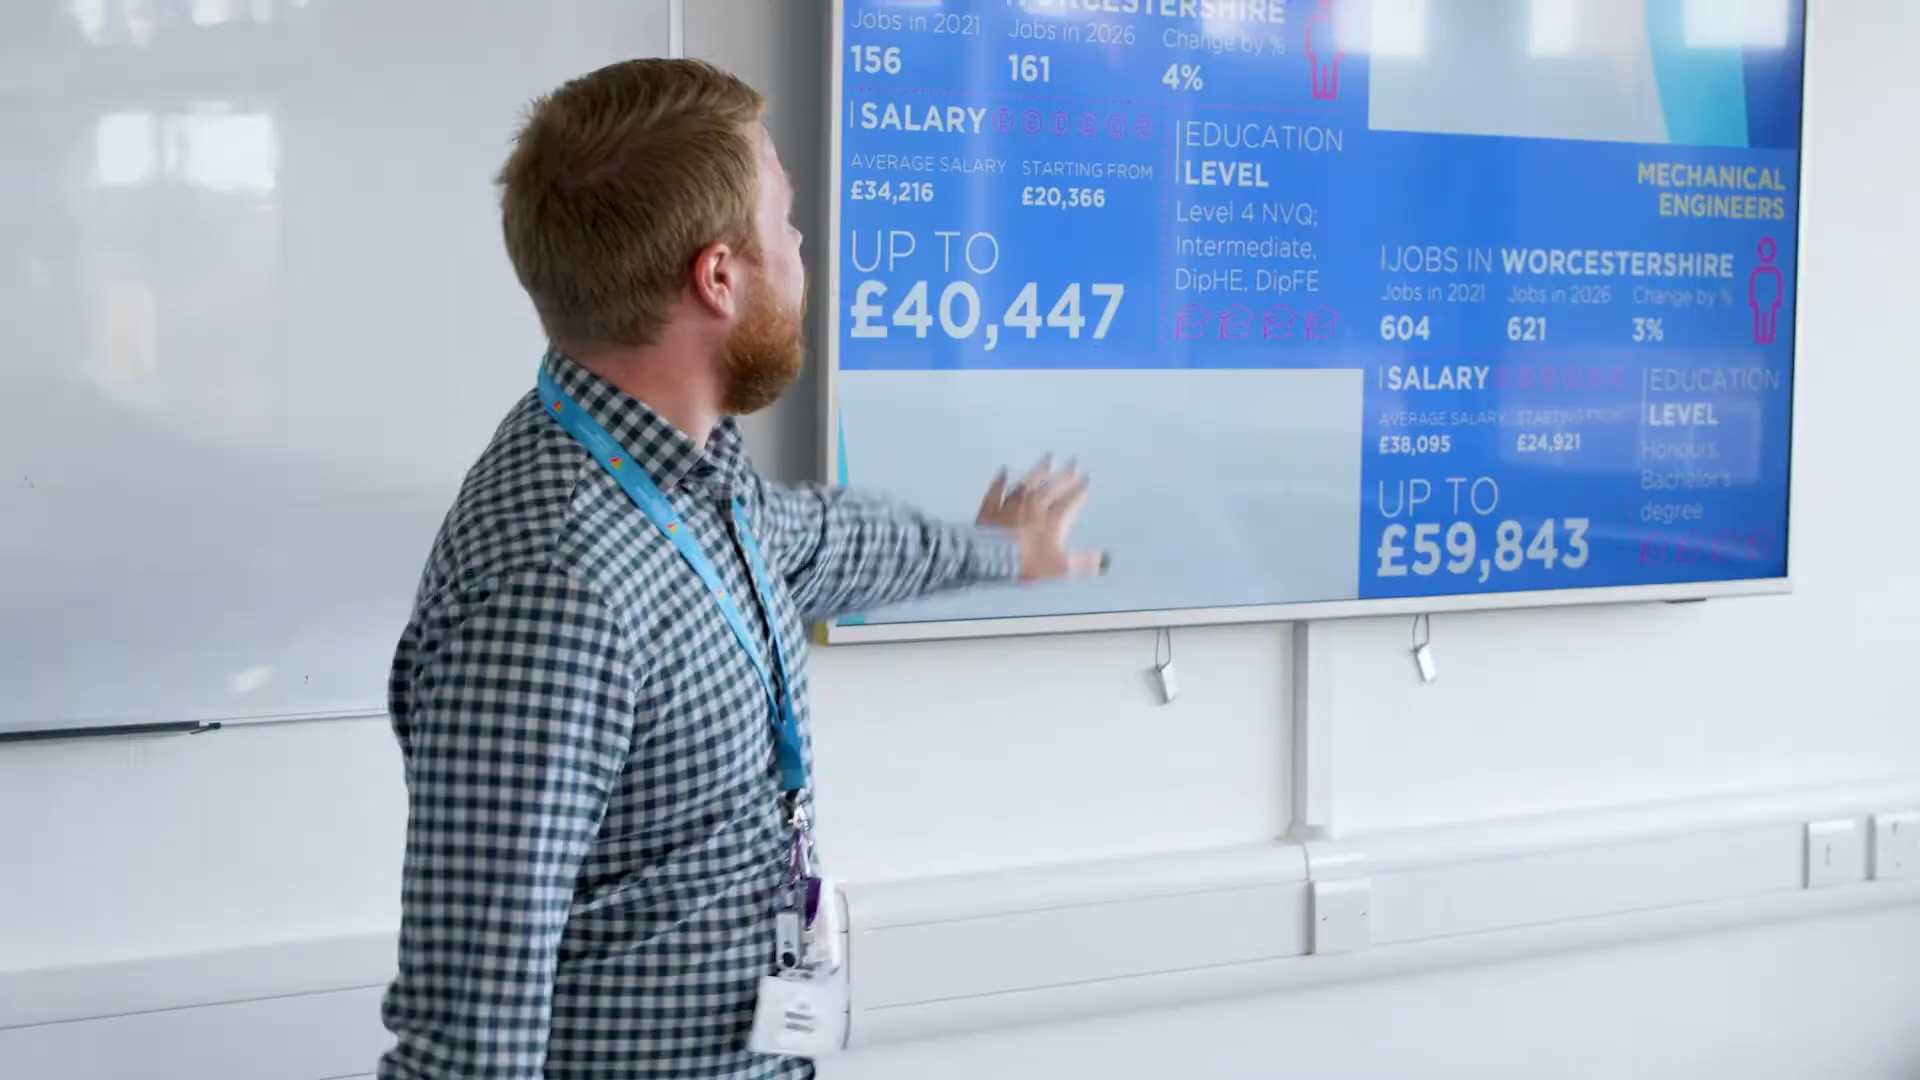 WORCESTERSHIRE
Jobs in 2021
Jobs in 2026
Change by %
156
161
4%
SALARY
AVERAGE SALARY
STARTING FROM
£34,216
£20,366
UP TO
£40,447
EDUCATION
LEVEL
Level 4 NVQ;
Intermediate,
DipHE, DipFE
MECHANICAL
ENGINEERS
JOBS IN WORCESTERSHIRE
Jobs in 2021
Jobs in 2026
Change by %
604
621
3%
SALARY
AVERAGE SALARY
STARTING FROM
£38,095
£24,921
UP TO
£59,843
EDUCATION
LEVEL
Honours,
Bachelor's
degree